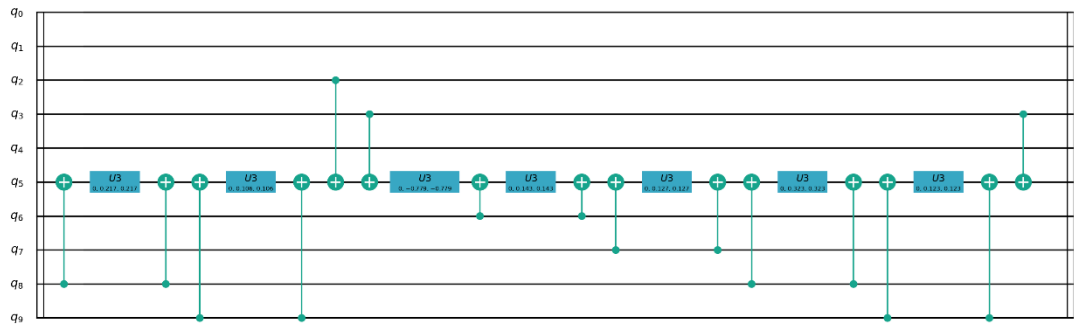 q0
q1
q2
q3
q4
q5
q6
q7
q8
q9
U3
0, 0.217, 0.217
U3
0, 0.106, 0.106
U3
0, −0.779, −0.779
U3
0, 0.143, 0.143
U3
0, 0.127, 0.127
U3
0, 0.323, 0.323
U3
0, 0.123, 0.123